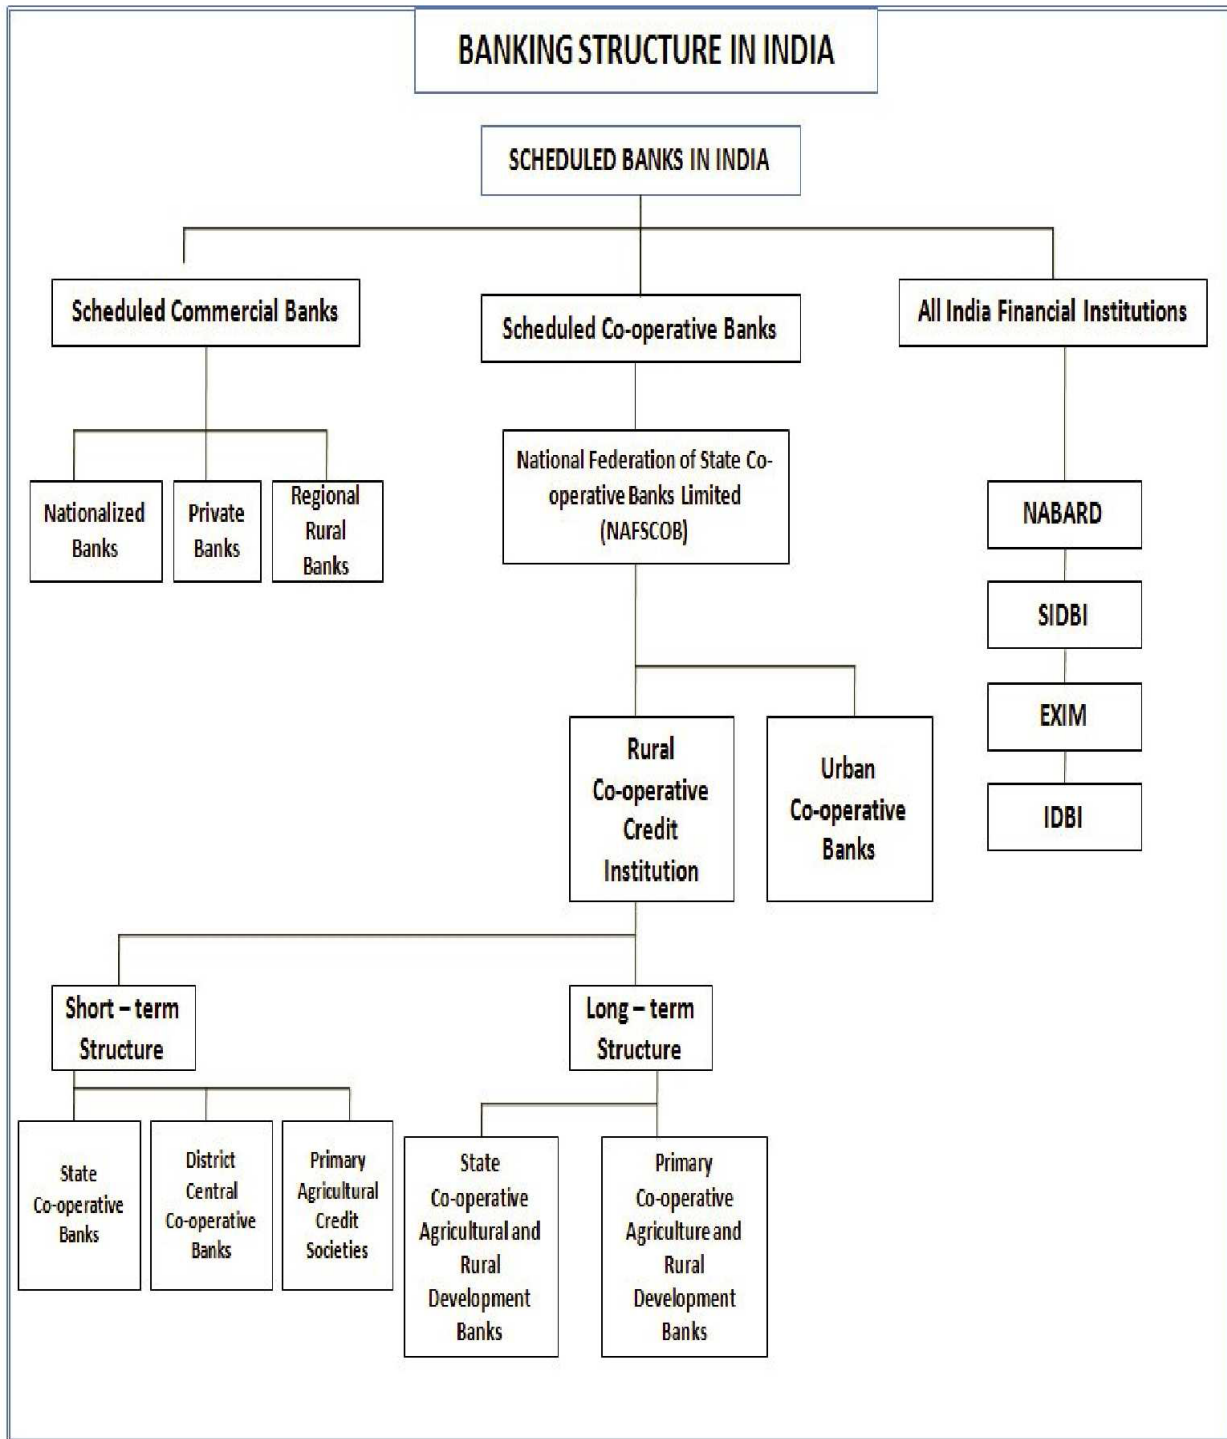 BANKING STRUCTURE IN INDIA
SCHEDULED BANKS IN INDIA
Scheduled Commercial Banks
Scheduled Co-operative Banks
All India Financial Institutions
Nationalized
Banks
Private
Banks
Regional
Rural
Banks
National Federation of State Co-
operative Banks Limited
(NAFSCOB)
NABARD
SIDBI
EXIM
IDBI
Rural
Co-operative
Credit
Institution
Urban
Co-operative
Banks
Short – term
Structure
Long – term
Structure
State
Co-operative
Banks
District
Central
Co-operative
Banks
Primary
Agricultural
Credit
Societies
State
Co-operative
Agricultural and
Rural
Development
Banks
Primary
Co-operative
Agriculture and
Rural
Development
Banks